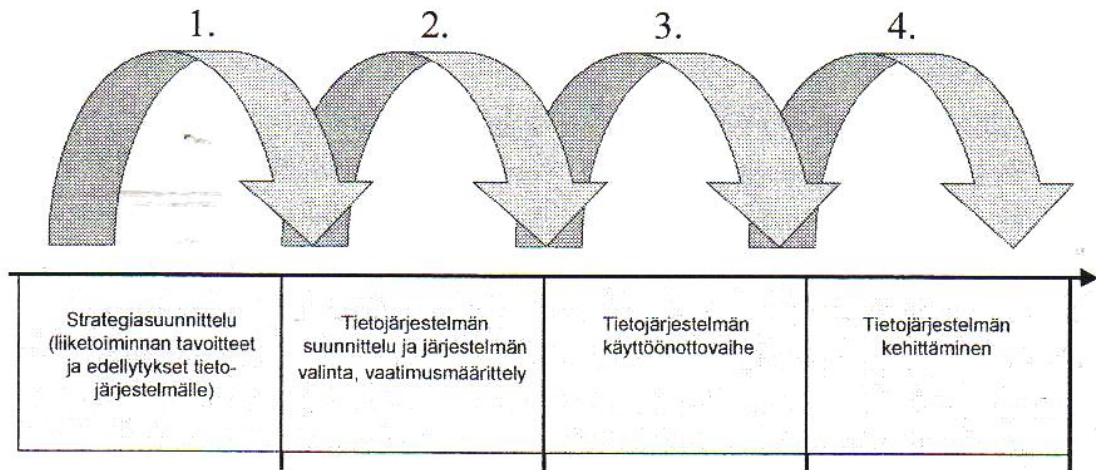 1.
2.
3.
4.
Strategiasuunnittelu
(liiketoiminnan tavoitteet
ja edellytykset tieto-
järjestelmälle)
Tietojärjestelmän
suunnittelu ja järjestelmän
valinta, vaatimusmäärittely
Tietojärjestelmän
käyttöönottovaihe
Tietojärjestelmän
kehittäminen